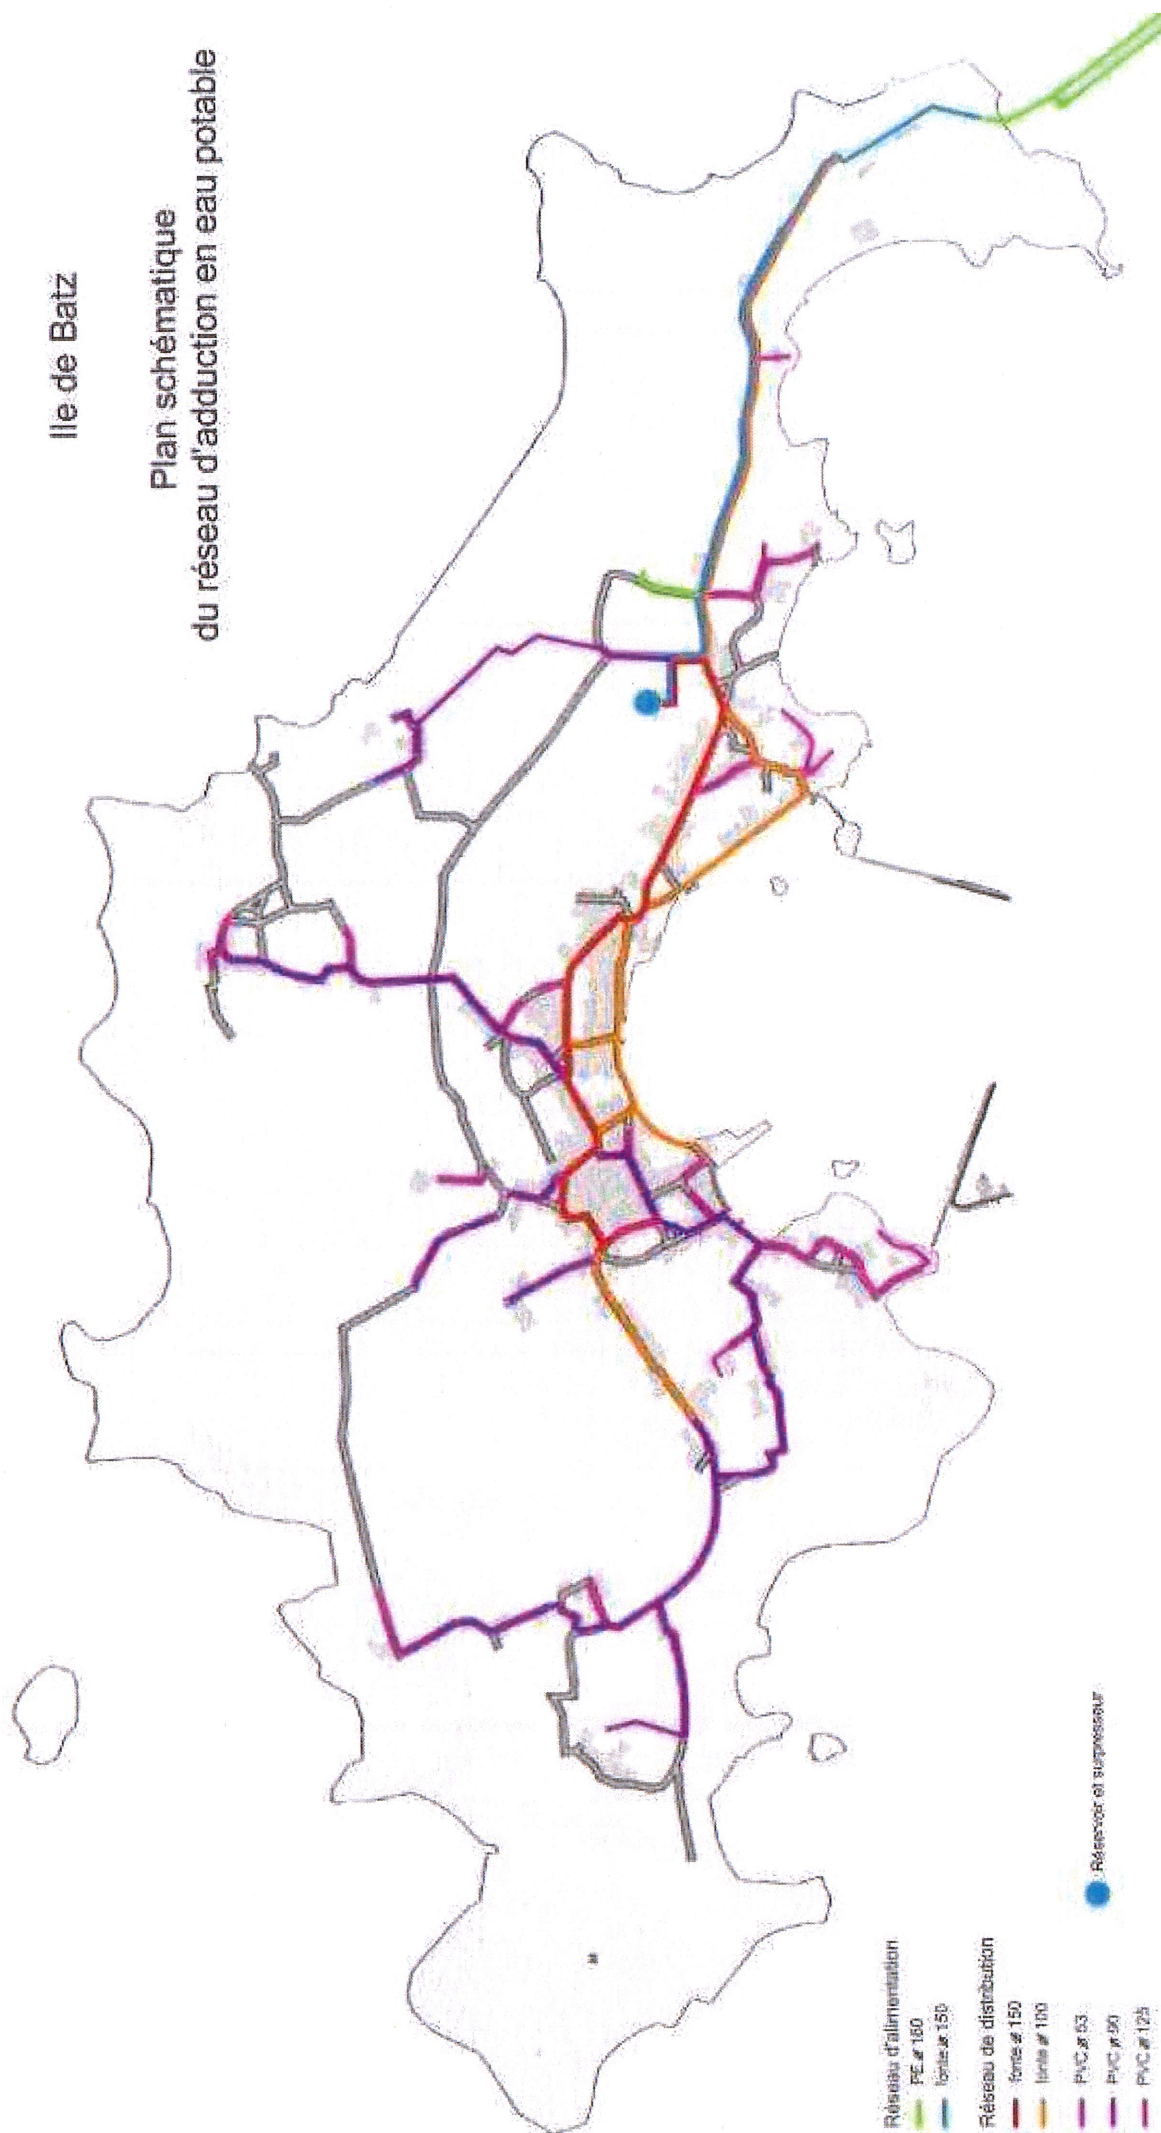 Ile de Batz
Plan schématique
du réseau d'adduction en eau potable
Réseau d'alimentation
PE ø 160
fonte ø 150
Réseau de distribution
fonte ø 150
fonte ø 100
PVC ø 63
PVC ø 90
PVC ø 125
Réservoir et surpresseur